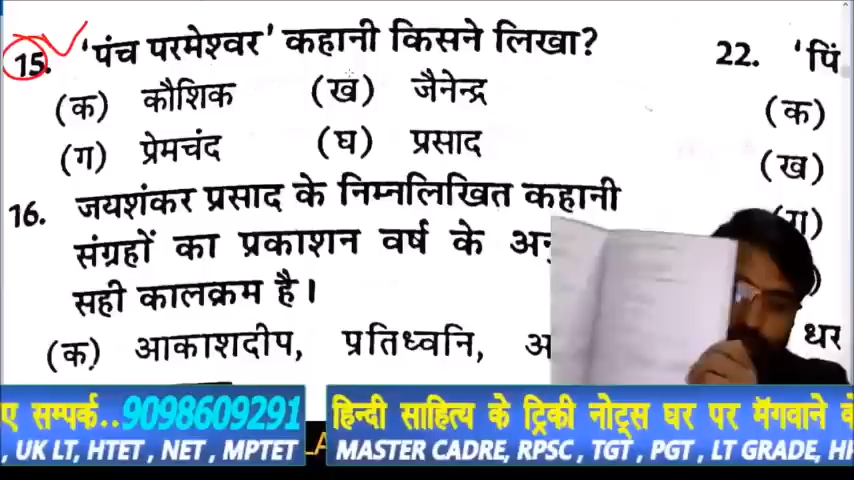 15. 'पंच परमेश्वर' कहानी किसने लिखा?
(क) कौशिक (ख) जैनेन्द्र
(ग) प्रेमचंद (घ) प्रसाद
16. जयशंकर प्रसाद के निम्नलिखित कहानी
संग्रहों का प्रकाशन वर्ष के
सही कालक्रम है।
(क) आकाशदीप, प्रतिध्वनि,
22. 'पिं
(क)
(ख)
(ग)
धर
ए सम्पर्क..9098609291
, UK LT, HTET , NET , MPTET
हिन्दी साहित्य के ट्रिकी नोट्स घर पर मँगवाने
MASTER CADRE, RPSC , TGT , PGT , LT GRADE,